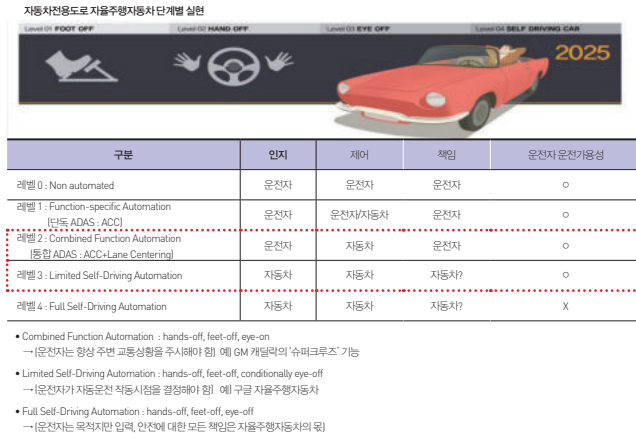 자동차전용도로 자율주행자동차 단계별 실현
Level 01 FOOT OFF Level 02 HAND OFF Level 03 EYE OFF Level 04 SELF DRIVING CAR
2025
구분 인지 제어 책임 운전자 운전가용성
레벨 0 : Non automated 운전자 운전자 운전자 ○
레벨 1 : Function-specific Automation
(단독 ADAS : ACC) 운전자 운전자/자동차 운전자 ○
레벨 2 : Combined Function Automation
(통합 ADAS : ACC+Lane Centering) 운전자 자동차 운전자 ○
레벨 3 : Limited Self-Driving Automation 자동차 자동차 자동차? ○
레벨 4 : Full Self-Driving Automation 자동차 자동차 자동차? X
• Combined Function Automation : hands-off, feet-off, eye-on
→ (운전자는 항상 주변 교통상황을 주시해야 함) 예) GM 캐딜락의 '슈퍼크루즈' 기능
• Limited Self-Driving Automation : hands-off, feet-off, conditionally eye-off
→ (운전자가 자동운전 작동시점을 결정해야 함) 예) 구글 자율주행자동차
• Full Self-Driving Automation : hands-off, feet-off, eye-off
→ (운전자는 목적지만 입력, 안전에 대한 모든 책임은 자율주행자동차의 몫)